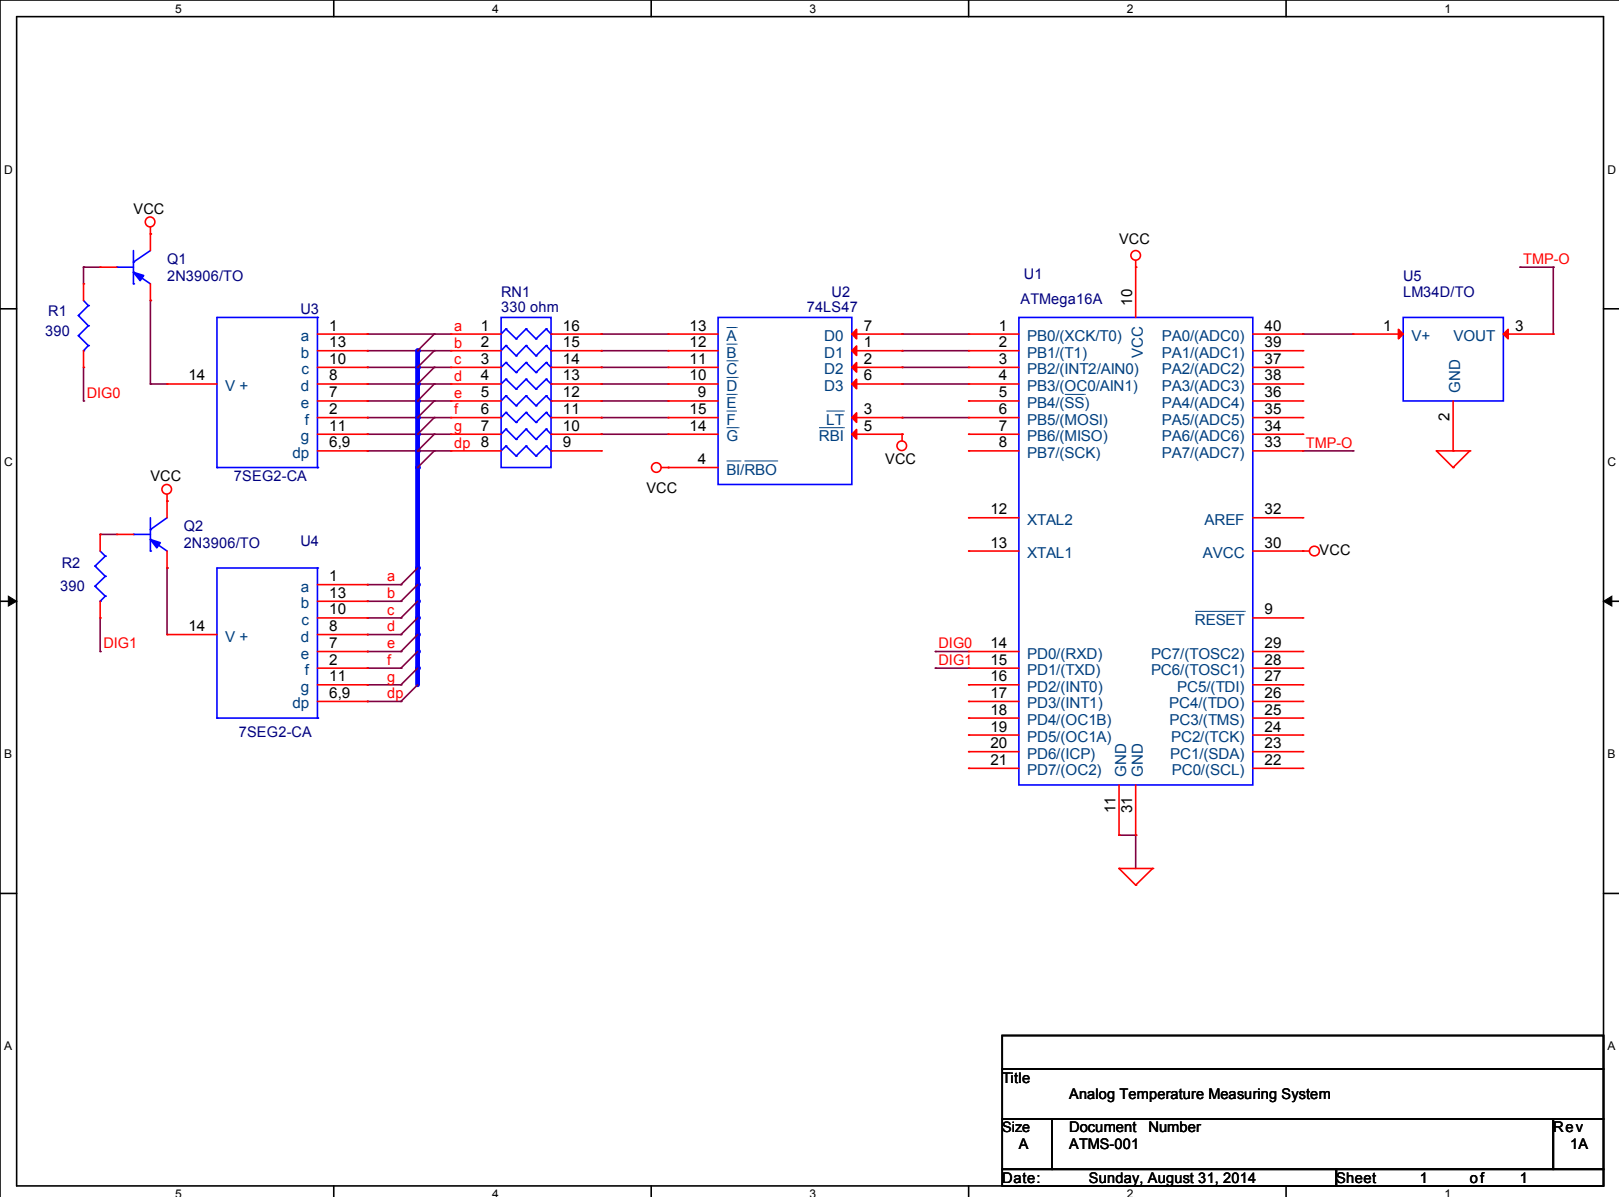 5 4 3 2 1
D D
C C
B B
A A
VCC
Q1
2N3906/TO
R1
390
DIG0
U3
14 V +
a 1
b 13
c 10
d 8
e 7
f 2
g 11
dp 6,9
7SEG2-CA
VCC
Q2
2N3906/TO
R2
390
DIG1
U4
14 V +
a 1 a
b 13 b
c 10 c
d 8 d
e 7 e
f 2 f
g 11 g
dp 6,9 dp
7SEG2-CA
RN1
330 ohm
a 1 16
b 2 15
c 3 14
d 4 13
e 5 12
f 6 11
g 7 10
dp 8 9
U2
74LS47
13 A D0 7
12 B D1 1
11 C D2 2
10 D D3 6
9 E
15 F LT 3
14 G RBI 5
4 BI/RBO
VCC
VCC
VCC
U1
ATMega16A
10
VCC
1 PB0/(XCK/T0) PA0/(ADC0) 40
2 PB1/(T1) PA1/(ADC1) 39
3 PB2/(INT2/AIN0) PA2/(ADC2) 37
4 PB3/(OC0/AIN1) PA3/(ADC3) 38
5 PB4/(SS) PA4/(ADC4) 36
6 PB5/(MOSI) PA5/(ADC5) 35
7 PB6/(MISO) PA6/(ADC6) 34
8 PB7/(SCK) PA7/(ADC7) 33 TMP-O
12 XTAL2 AREF 32
13 XTAL1 AVCC 30 VCC
RESET 9
DIG0 14 PD0/(RXD) PC7/(TOSC2) 29
DIG1 15 PD1/(TXD) PC6/(TOSC1) 28
16 PD2/(INT0) PC5/(TDI) 27
17 PD3/(INT1) PC4/(TDO) 26
18 PD4/(OC1B) PC3/(TMS) 25
19 PD5/(OC1A) PC2/(TCK) 24
20 PD6/(ICP) PC1/(SDA) 23
21 PD7/(OC2) PC0/(SCL) 22
GND GND
11 31
U5
LM34D/TO
TMP-O
1 V+ VOUT 3
GND
2
Title
Analog Temperature Measuring System
Size Document Number Rev
A ATMS-001 1A
Date: Sunday, August 31, 2014 Sheet 1 of 1
5 4 3 2 1